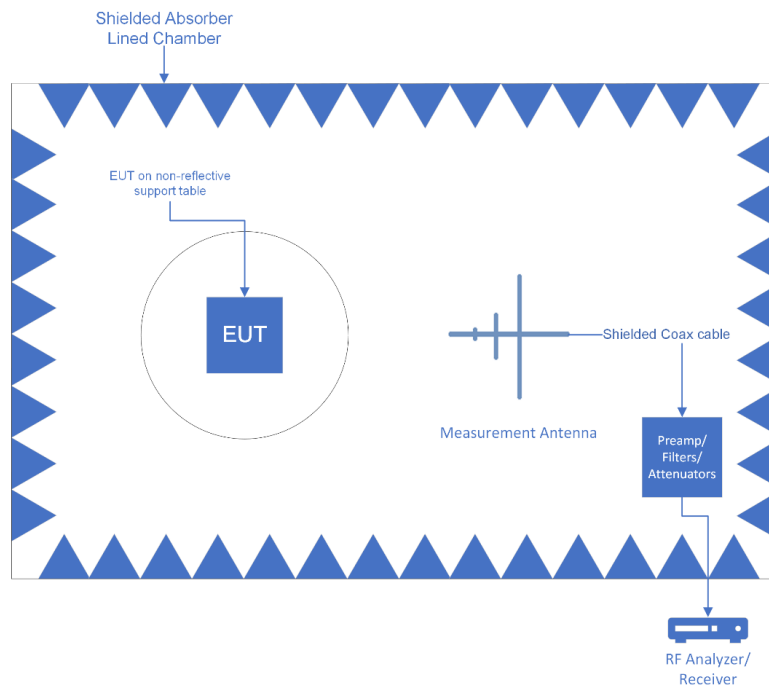 Shielded Absorber
Lined Chamber
EUT on non-reflective
support table
EUT
Shielded Coax cable
Measurement Antenna
Preamp/
Filters/
Attenuators
RF Analyzer/
Receiver